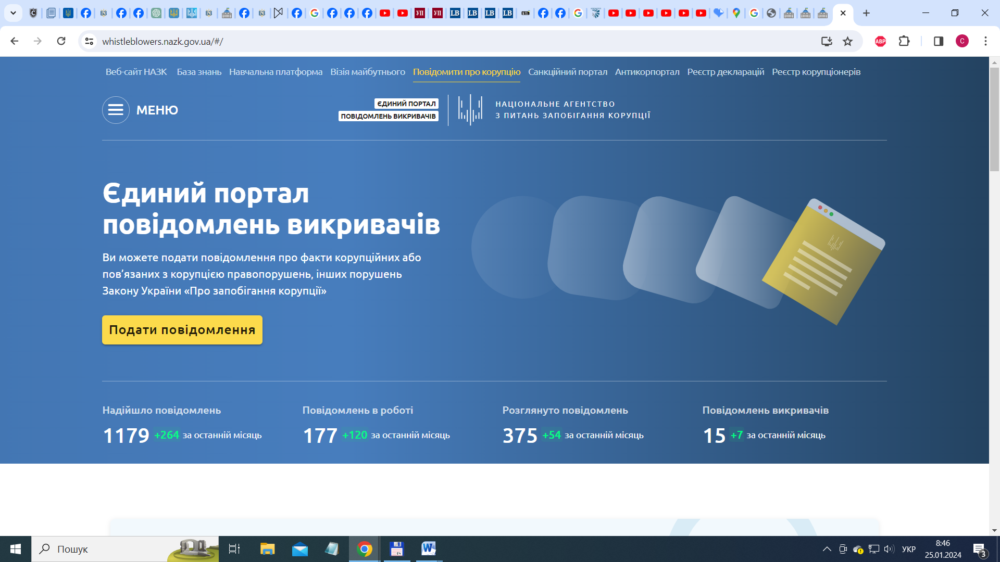 whistleblowers.nazk.gov.ua/#/
ABP
C
Веб-сайт НАЗК База знань Навчальна платформа Візія майбутнього Повідомити про корупцію Санкційний портал Антикорпортал Реєстр декларацій Реєстр корупціонерів
МЕНЮ
ЄДИНИЙ ПОРТАЛ
ПОВІДОМЛЕНЬ ВИКРИВАЧІВ
НАЦІОНАЛЬНЕ АГЕНТСТВО
З ПИТАНЬ ЗАПОБІГАННЯ КОРУПЦІЇ
Єдиний портал
повідомлень викривачів
Ви можете подати повідомлення про факти корупційних або
пов’язаних з корупцією правопорушень, інших порушень
Закону України «Про запобігання корупції»
Подати повідомлення
Надійшло повідомлень Повідомлень в роботі Розглянуто повідомлень Повідомлень викривачів
1179 +264 за останній місяць 177 +120 за останній місяць 375 +54 за останній місяць 15 +7 за останній місяць
Пошук
УКР
8:46
25.01.2024
3